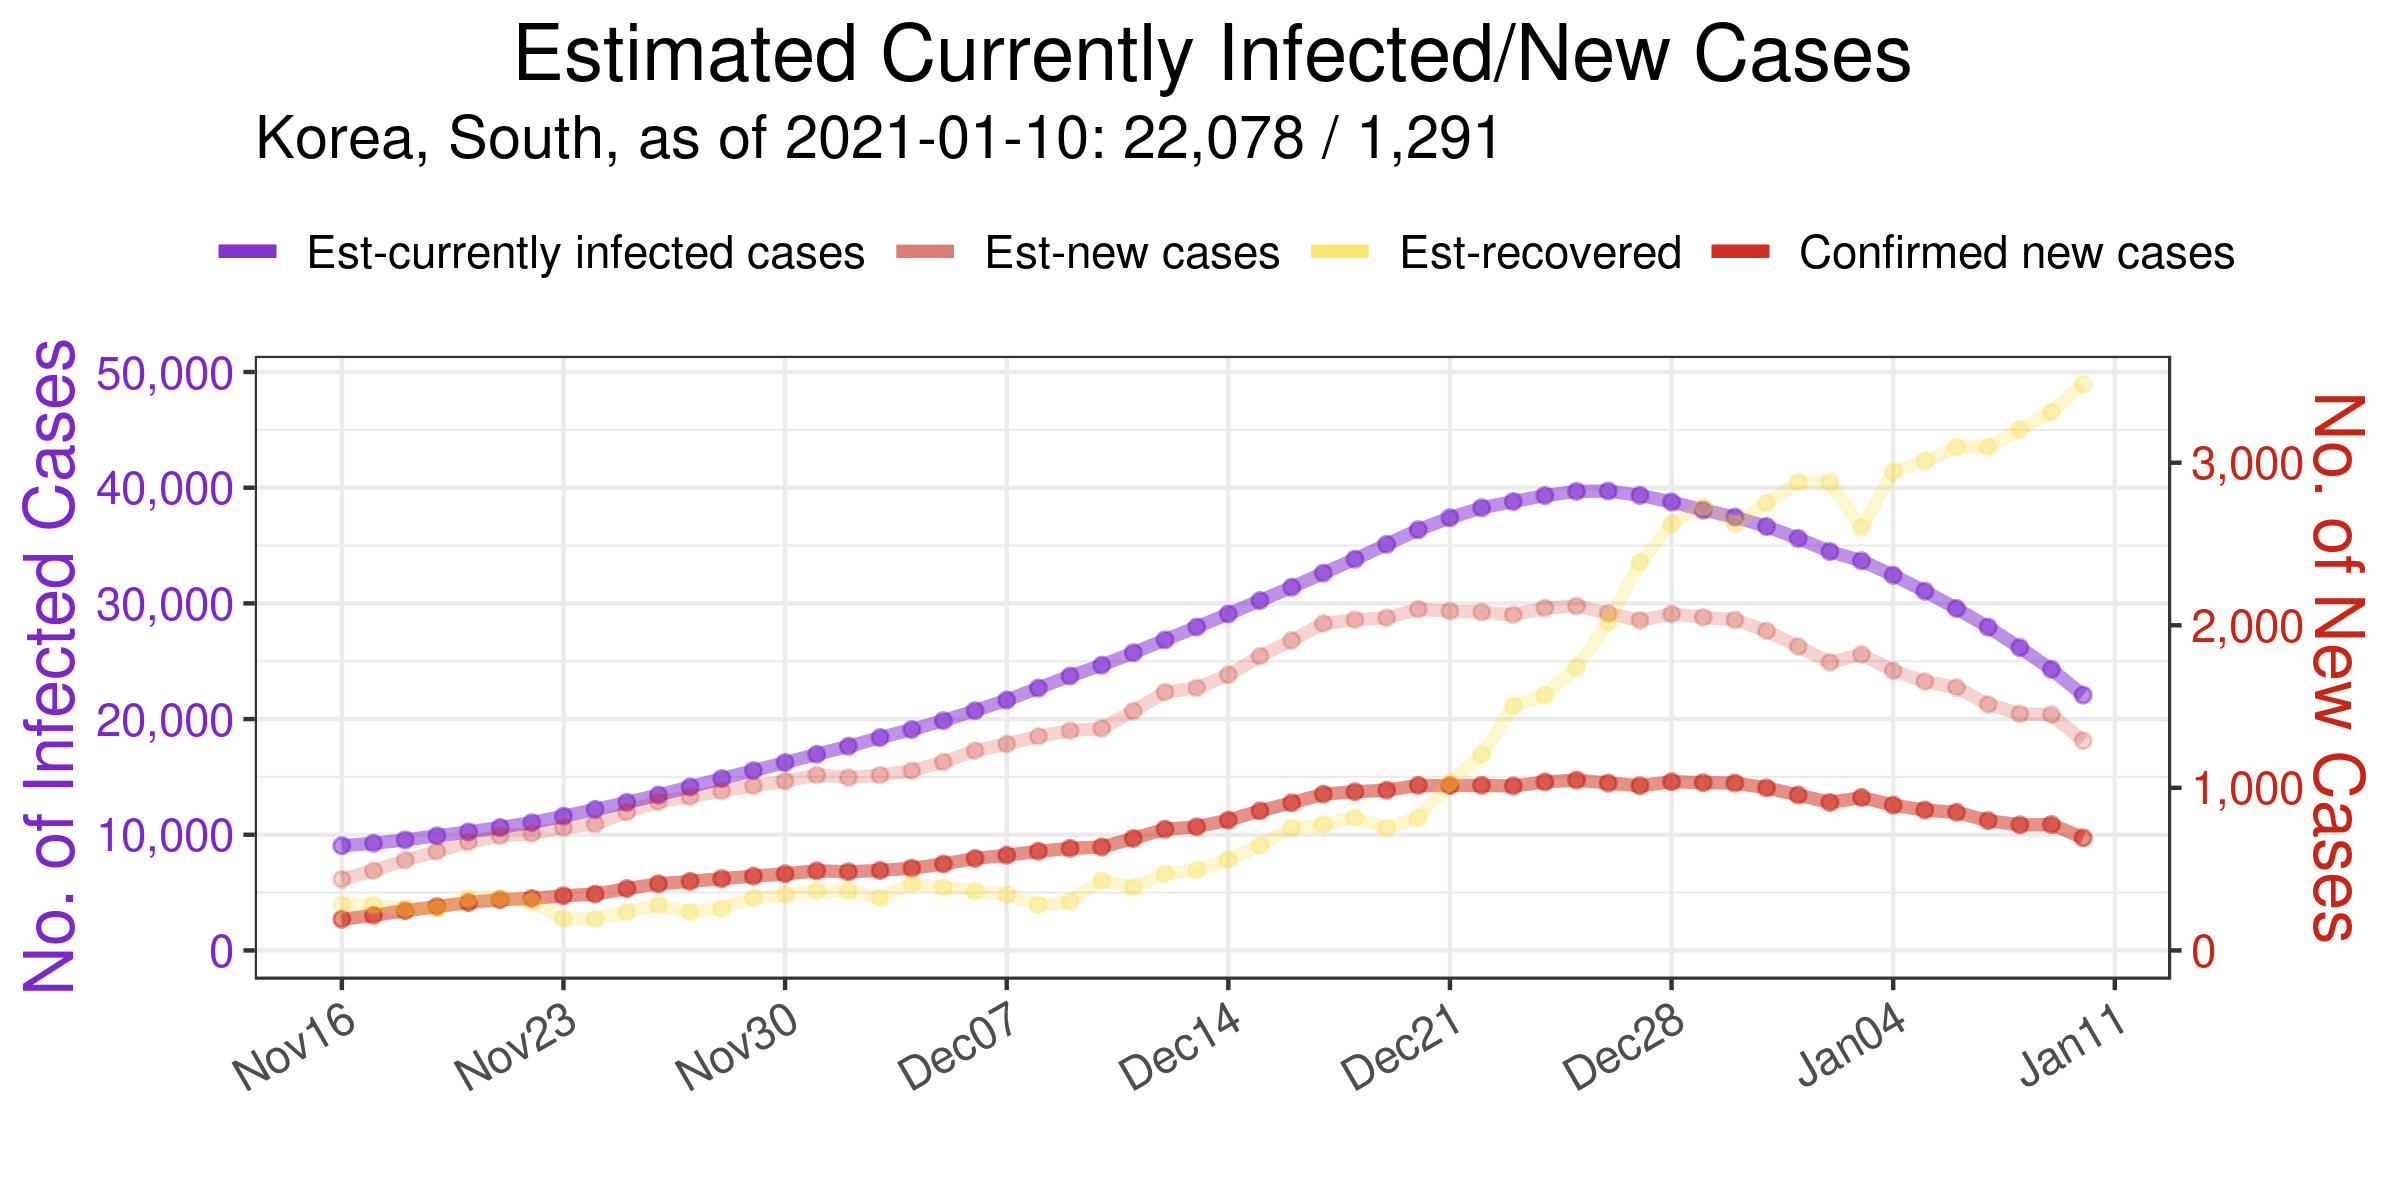 Estimated Currently Infected/New Cases
Korea, South, as of 2021-01-10: 22,078 / 1,291
Est-currently infected cases Est-new cases Est-recovered Confirmed new cases
No. of Infected Cases
50,000
40,000
30,000
20,000
10,000
0
3,000
2,000
1,000
0
No. of New Cases
Nov16 Nov23 Nov30 Dec07 Dec14 Dec21 Dec28 Jan04 Jan11